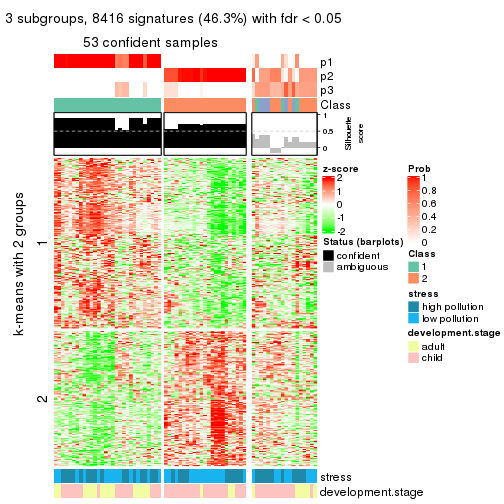 3 subgroups, 8416 signatures (46.3%) with fdr < 0.05
53 confident samples
p1
p2
p3
Class
1
0.5
0
Silhouette
score
k-means with 2 groups
1
2
stress
development.stage
z-score
2
1
0
-1
-2
Status (barplots)
confident
ambiguous
Prob
1
0.8
0.6
0.4
0.2
0
Class
1
2
stress
high pollution
low pollution
development.stage
adult
child